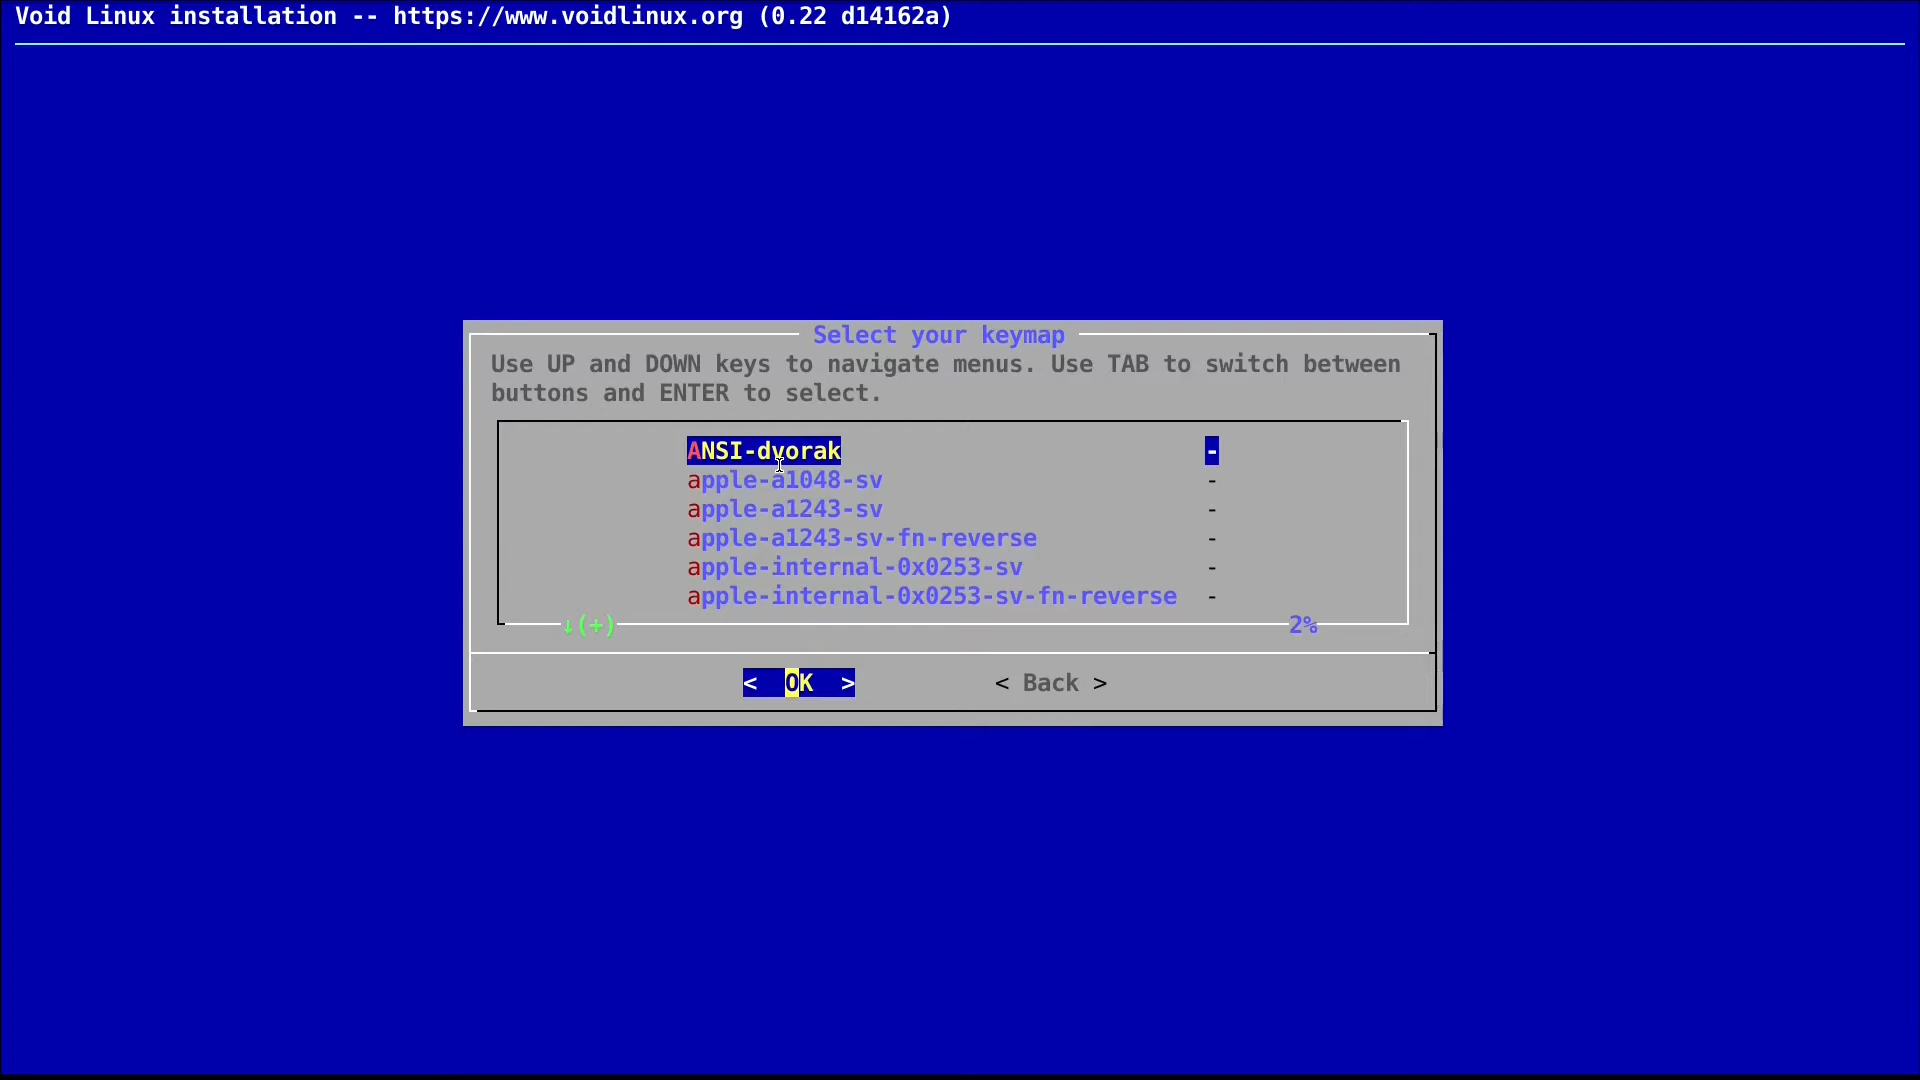 Void Linux installation -- https://www.voidlinux.org (0.22 d14162a)
Select your keymap
Use UP and DOWN keys to navigate menus. Use TAB to switch between
buttons and ENTER to select.
ANSI-dvorak -
apple-a1048-sv -
apple-a1243-sv -
apple-a1243-sv-fn-reverse -
apple-internal-0x0253-sv -
apple-internal-0x0253-sv-fn-reverse -
↓(+) 2%
< OK > < Back >